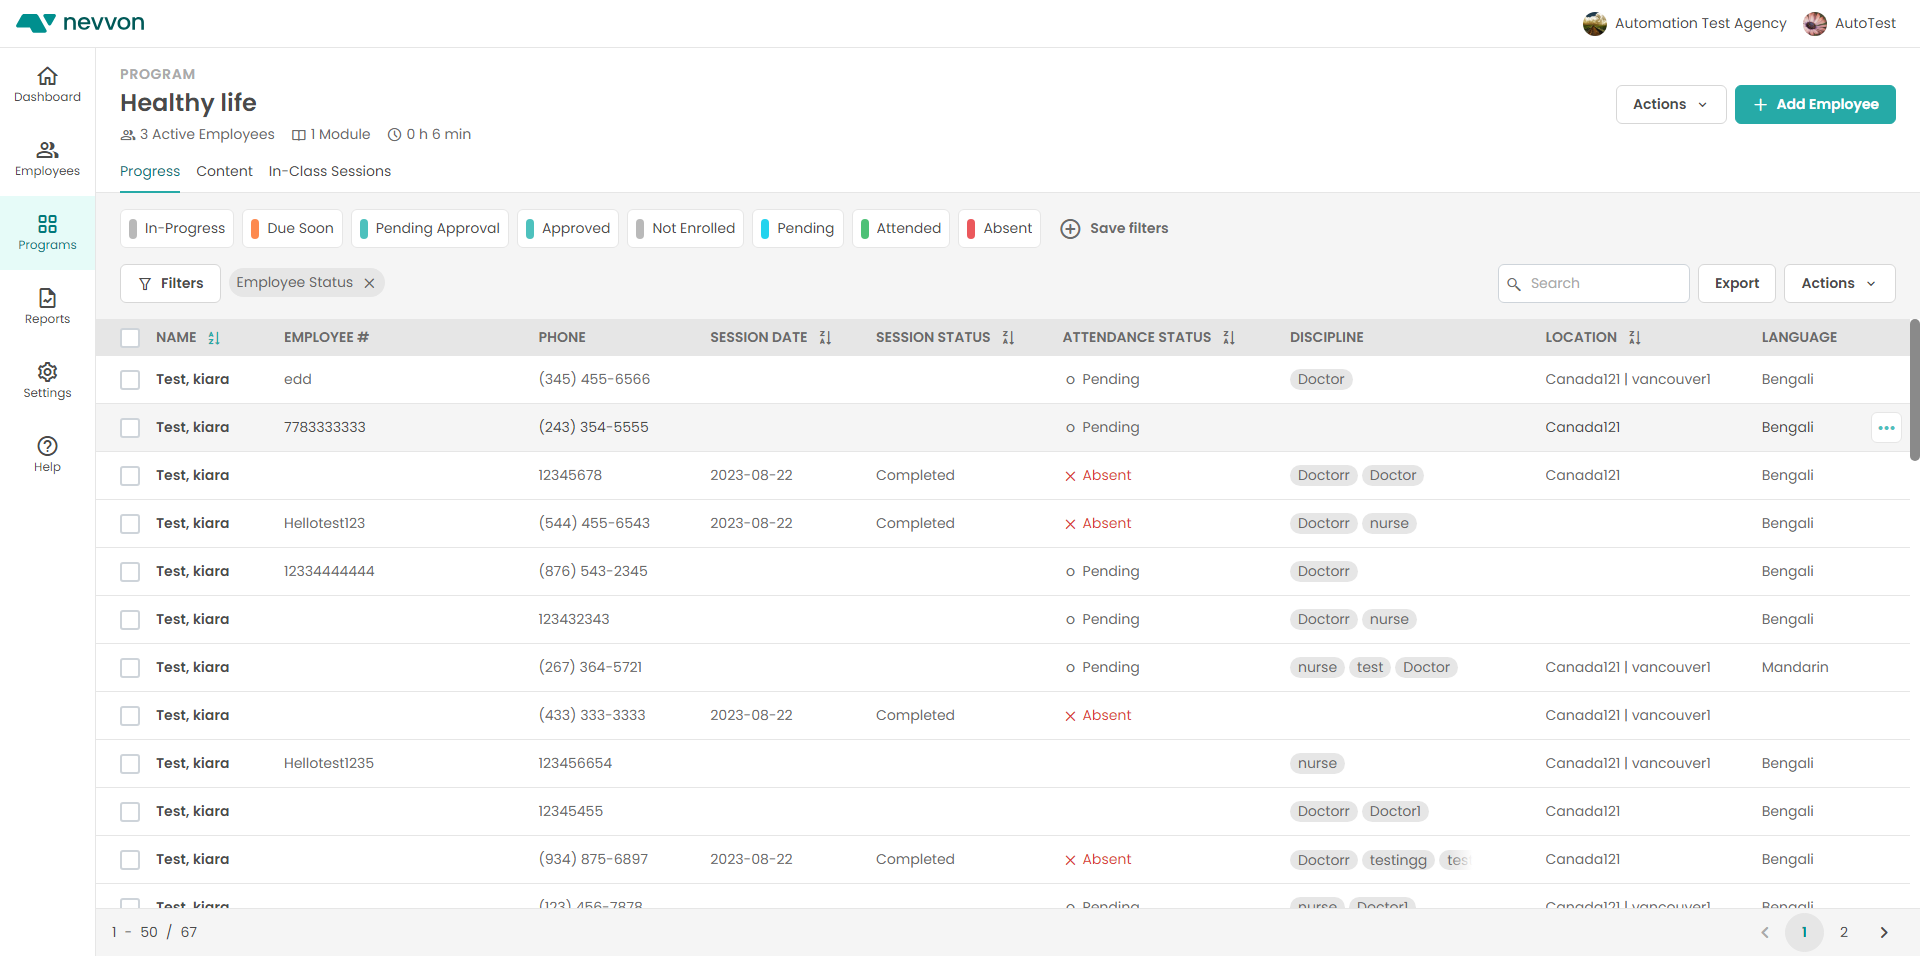 nevvon
Automation Test Agency AutoTest
Dashboard
Employees
Programs
Reports
Settings
Help
PROGRAM
Healthy life
3 Active Employees 1 Module 0 h 6 min
Actions + Add Employee
Progress Content In-Class Sessions
In-Progress Due Soon Pending Approval Approved Not Enrolled Pending Attended Absent Save filters
Filters Employee Status Search Export Actions
NAME EMPLOYEE # PHONE SESSION DATE SESSION STATUS ATTENDANCE STATUS DISCIPLINE LOCATION LANGUAGE
Test, kiara edd (345) 455-6566 Pending Doctor Canada121 | vancouver1 Bengali
Test, kiara 7783333333 (243) 354-5555 Pending Canada121 Bengali
Test, kiara 12345678 2023-08-22 Completed Absent Doctorr Doctor Canada121 Bengali
Test, kiara Hellotest123 (544) 455-6543 2023-08-22 Completed Absent Doctorr nurse Bengali
Test, kiara 12334444444 (876) 543-2345 Pending Doctorr Bengali
Test, kiara 123432343 Pending Doctorr nurse Bengali
Test, kiara (267) 364-5721 Pending nurse test Doctor Canada121 | vancouver1 Mandarin
Test, kiara (433) 333-3333 2023-08-22 Completed Absent Canada121 | vancouver1
Test, kiara Hellotest1235 123456654 nurse Canada121 | vancouver1 Bengali
Test, kiara 12345455 Doctorr Doctor1 Canada121 Bengali
Test, kiara (934) 875-6897 2023-08-22 Completed Absent Doctorr testingg tes Canada121 Bengali
Test, kiara (123) 456-7878 Pending nurse Doctor1 Canada121 | vancouver1 Bengali
1 - 50 / 67 1 2